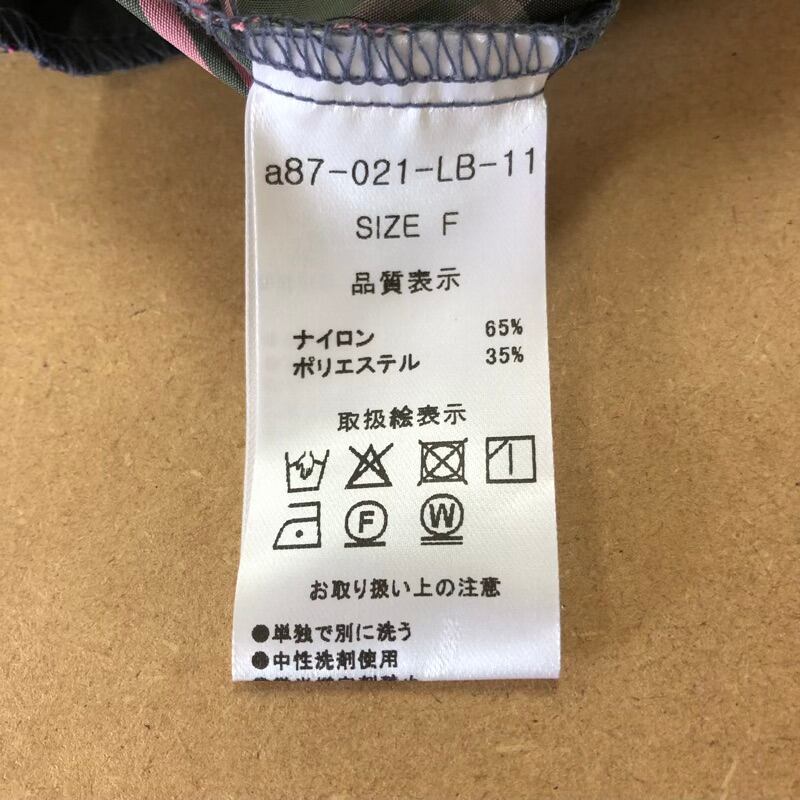 a87-021-LB-11
SIZE F
品質表示
ナイロン 65%
ポリエステル 35%
取扱絵表示
F W
お取り扱い上の注意
●単独で別に洗う
●中性洗剤使用